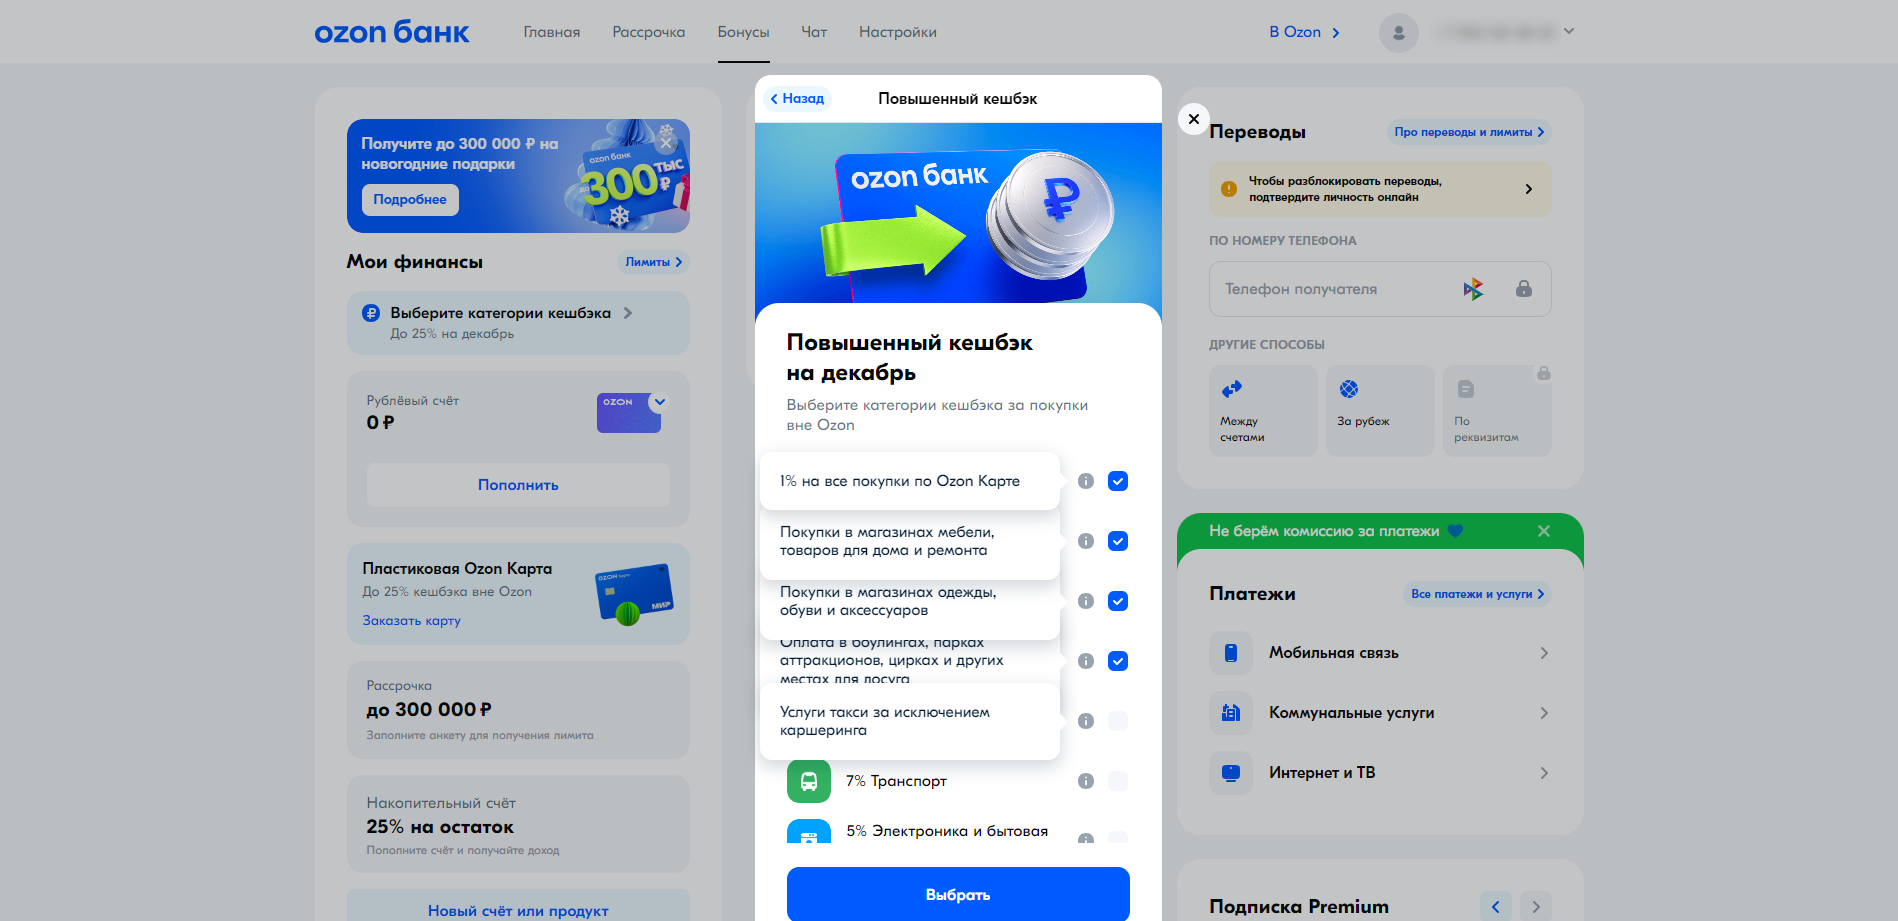 ozon банк
Главная
Рассрочка
Бонусы
Чат
Настройки
В Ozon
Получите до 300 000 ₽ на
новогодние подарки
Подробнее
ozon банк
до 300 ТЫС ₽
Мои финансы
Лимиты
Выберите категории кешбэка
До 25% на декабрь
Рублёвый счёт
0 ₽
OZON
Пополнить
Пластиковая Ozon Карта
До 25% кешбэка вне Ozon
Заказать карту
ozon
МИР
Рассрочка
до 300 000 ₽
Заполните анкету для получения лимита
Накопительный счёт
25% на остаток
Пополните счёт и получайте доход
Новый счёт или продукт
Назад
Повышенный кешбэк
ozon банк
₽
Повышенный кешбэк
на декабрь
Выберите категории кешбэка за покупки
вне Ozon
1% на все покупки по Ozon Карте
Покупки в магазинах мебели,
товаров для дома и ремонта
Покупки в магазинах одежды,
обуви и аксессуаров
Оплата в боулингах, парках
аттракционов, цирках и других
местах для досуга
Услуги такси за исключением
каршеринга
7% Транспорт
5% Электроника и бытовая
Выбрать
Переводы
Про переводы и лимиты
Чтобы разблокировать переводы,
подтвердите личность онлайн
ПО НОМЕРУ ТЕЛЕФОНА
Телефон получателя
ДРУГИЕ СПОСОБЫ
Между
счетами
За рубеж
По
реквизитам
Не берём комиссию за платежи
Платежи
Все платежи и услуги
Мобильная связь
Коммунальные услуги
Интернет и ТВ
Подписка Premium